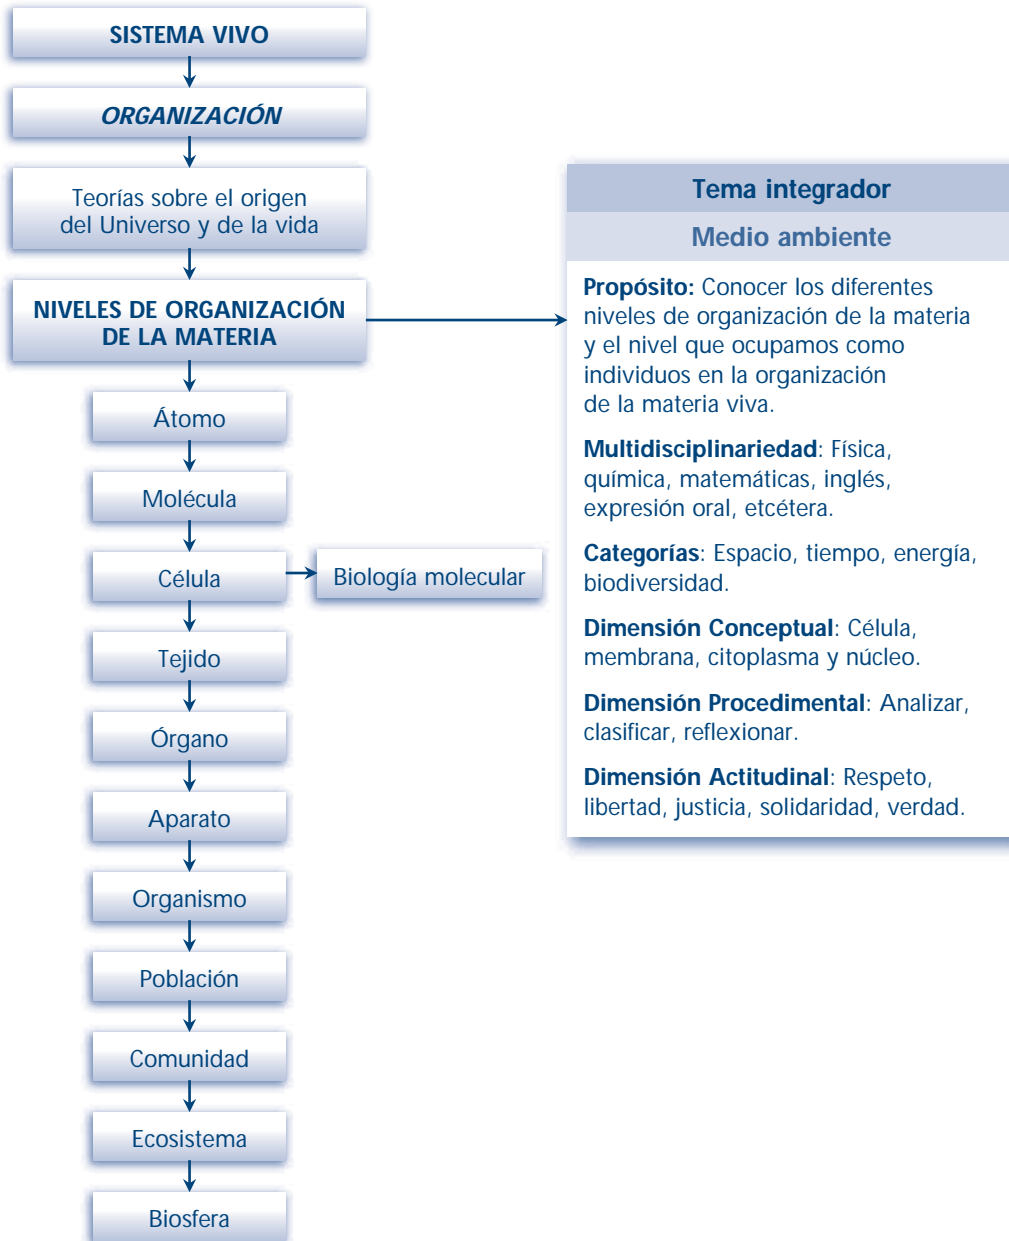 SISTEMA VIVO
ORGANIZACIÓN
Teorías sobre el origen
del Universo y de la vida
NIVELES DE ORGANIZACIÓN
DE LA MATERIA
Átomo
Molécula
Célula
Biología molecular
Tejido
Órgano
Aparato
Organismo
Población
Comunidad
Ecosistema
Biosfera
Tema integrador
Medio ambiente
Propósito: Conocer los diferentes
niveles de organización de la materia
y el nivel que ocupamos como
individuos en la organización
de la materia viva.
Multidisciplinariedad: Física,
química, matemáticas, inglés,
expresión oral, etcétera.
Categorías: Espacio, tiempo, energía,
biodiversidad.
Dimensión Conceptual: Célula,
membrana, citoplasma y núcleo.
Dimensión Procedimental: Analizar,
clasificar, reflexionar.
Dimensión Actitudinal: Respeto,
libertad, justicia, solidaridad, verdad.